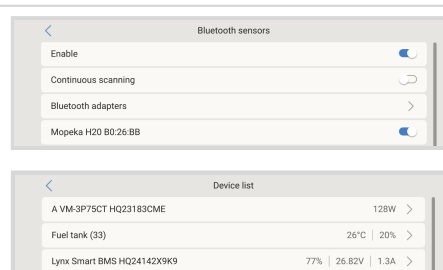 Bluetooth sensors
Enable
Continuous scanning
Bluetooth adapters
Mopeka H20 B0:26:BB
Device list
A VM-3P75CT HQ23183CME 128W
Fuel tank (33) 26°C 20%
Lynx Smart BMS HQ24142X9K9 77% 26.82V 1.3A